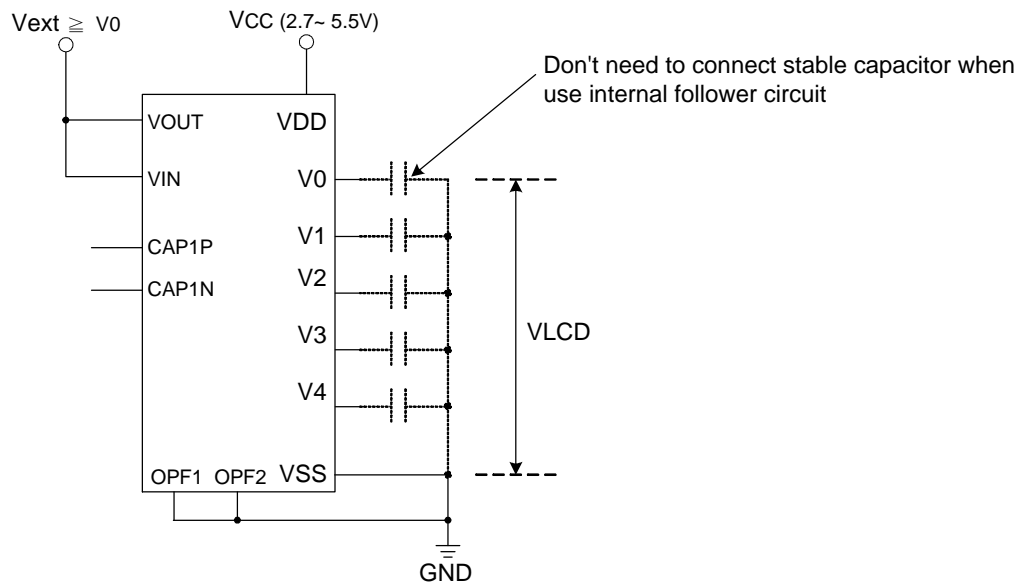 Vext ≧ V0
VCC (2.7~ 5.5V)
Don't need to connect stable capacitor when
use internal follower circuit
VOUT
VDD
VIN
V0
V1
CAP1P
V2
CAP1N
V3
VLCD
V4
OPF1 OPF2 VSS
GND